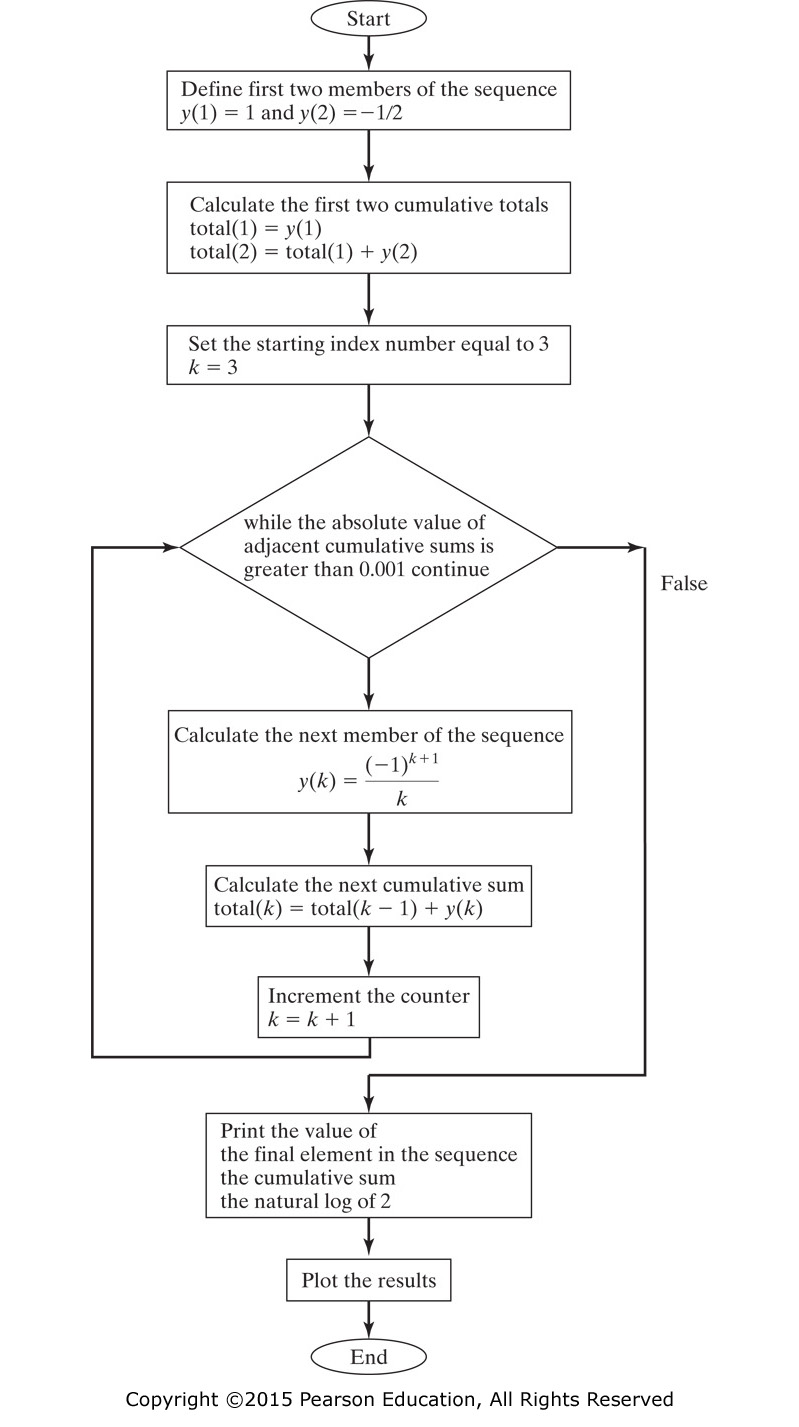 Start
Define first two members of the sequence
y(1) = 1 and y(2) =−1/2
Calculate the first two cumulative totals
total(1) = y(1)
total(2) = total(1) + y(2)
Set the starting index number equal to 3
k = 3
while the absolute value of
adjacent cumulative sums is
greater than 0.001 continue
False
Calculate the next member of the sequence
y(k) = (−1)^{k+1} / k
Calculate the next cumulative sum
total(k) = total(k − 1) + y(k)
Increment the counter
k = k + 1
Print the value of
the final element in the sequence
the cumulative sum
the natural log of 2
Plot the results
End
Copyright ©2015 Pearson Education, All Rights Reserved